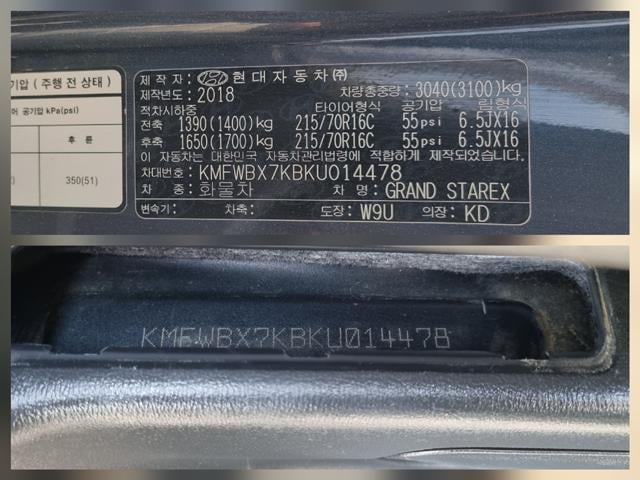 기압 ( 주행 전 상태 )
어 공기압 kPa(psi)
후 륜
350(51)
제 작 자: 현대자동차㈜
제작년도: 2018 차량총중량: 3040(3100)kg
적차시하중 타이어형식 공기압 림형식
전축 1390(1400)kg 215/70R16C 55psi 6.5JX16
후축 1650(1700)kg 215/70R16C 55psi 6.5JX16
이 자동차는 대한민국 자동차관리법령에 적합하게 제작되었습니다.
차대번호: KMFWBX7KBKU014478
차 종: 화물차 차 명: GRAND STAREX
변속기: 차축: 도장: W9U 의장: KD
KMFWBX7KBKU014478